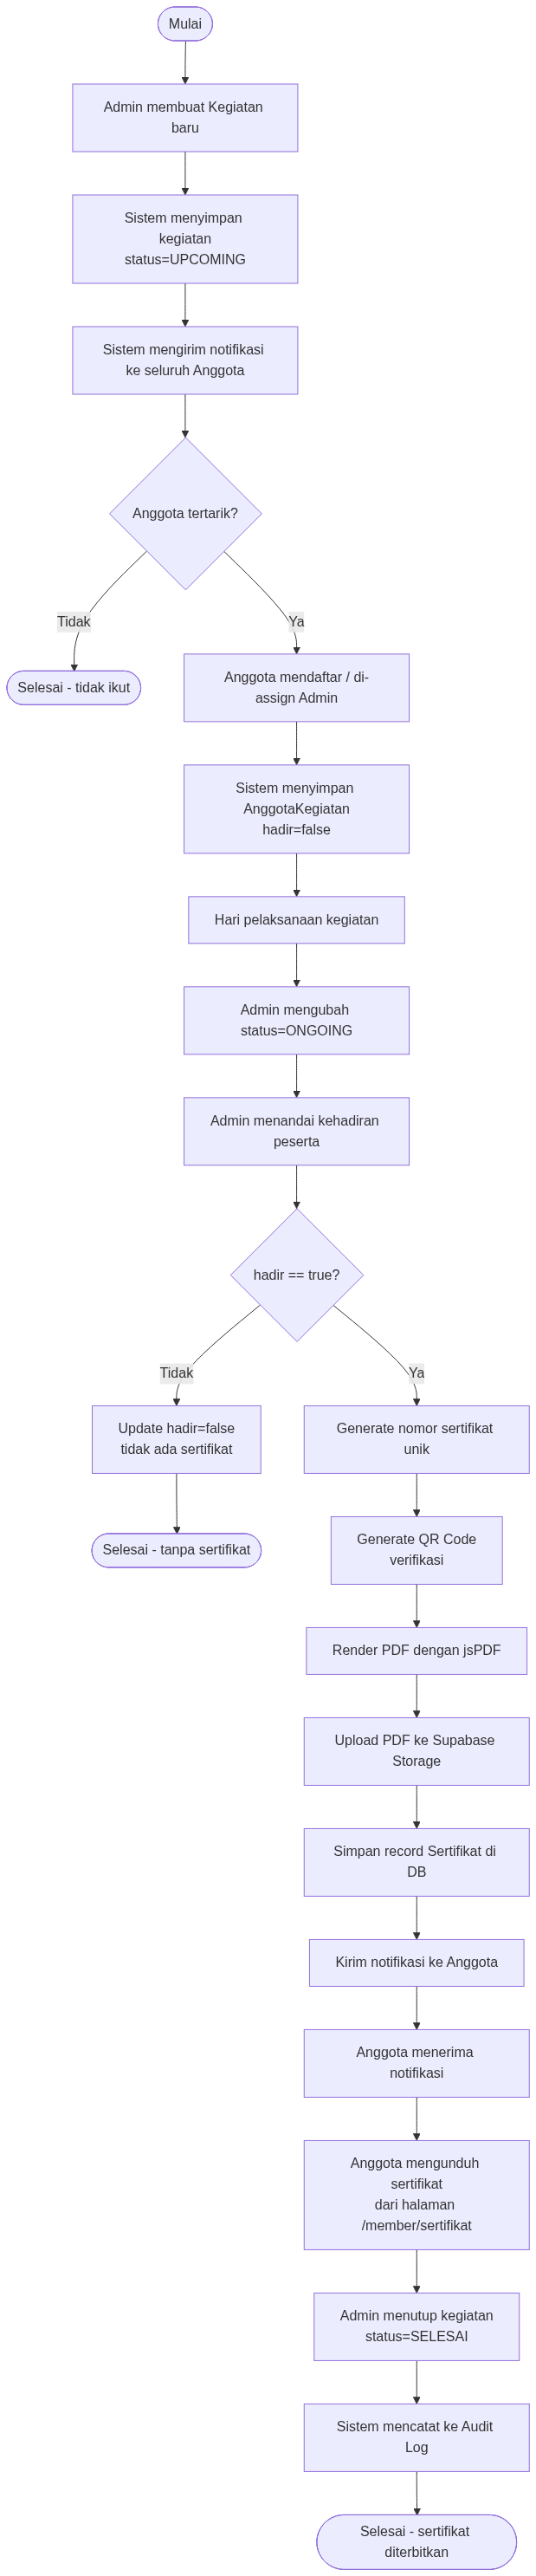 Mulai
Admin membuat Kegiatan
baru
Sistem menyimpan
kegiatan
status=UPCOMING
Sistem mengirim notifikasi
ke seluruh Anggota
Anggota tertarik?
Tidak
Ya
Selesai - tidak ikut
Anggota mendaftar / di-
assign Admin
Sistem menyimpan
AnggotaKegiatan
hadir=false
Hari pelaksanaan kegiatan
Admin mengubah
status=ONGOING
Admin menandai kehadiran
peserta
hadir == true?
Tidak
Ya
Update hadir=false
tidak ada sertifikat
Selesai - tanpa sertifikat
Generate nomor sertifikat
unik
Generate QR Code
verifikasi
Render PDF dengan jsPDF
Upload PDF ke Supabase
Storage
Simpan record Sertifikat di
DB
Kirim notifikasi ke Anggota
Anggota menerima
notifikasi
Anggota mengunduh
sertifikat
dari halaman
/member/sertifikat
Admin menutup kegiatan
status=SELESAI
Sistem mencatat ke Audit
Log
Selesai - sertifikat
diterbitkan